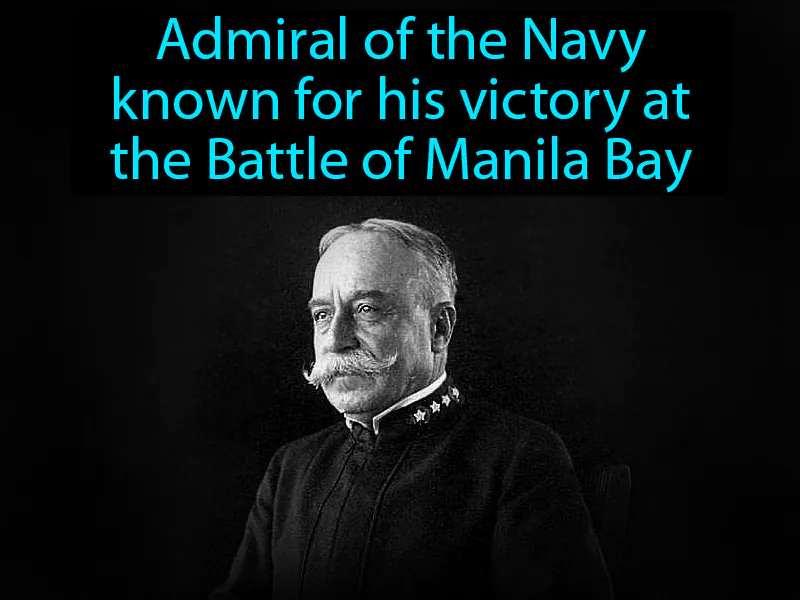 Admiral of the Navy
known for his victory at
the Battle of Manila Bay